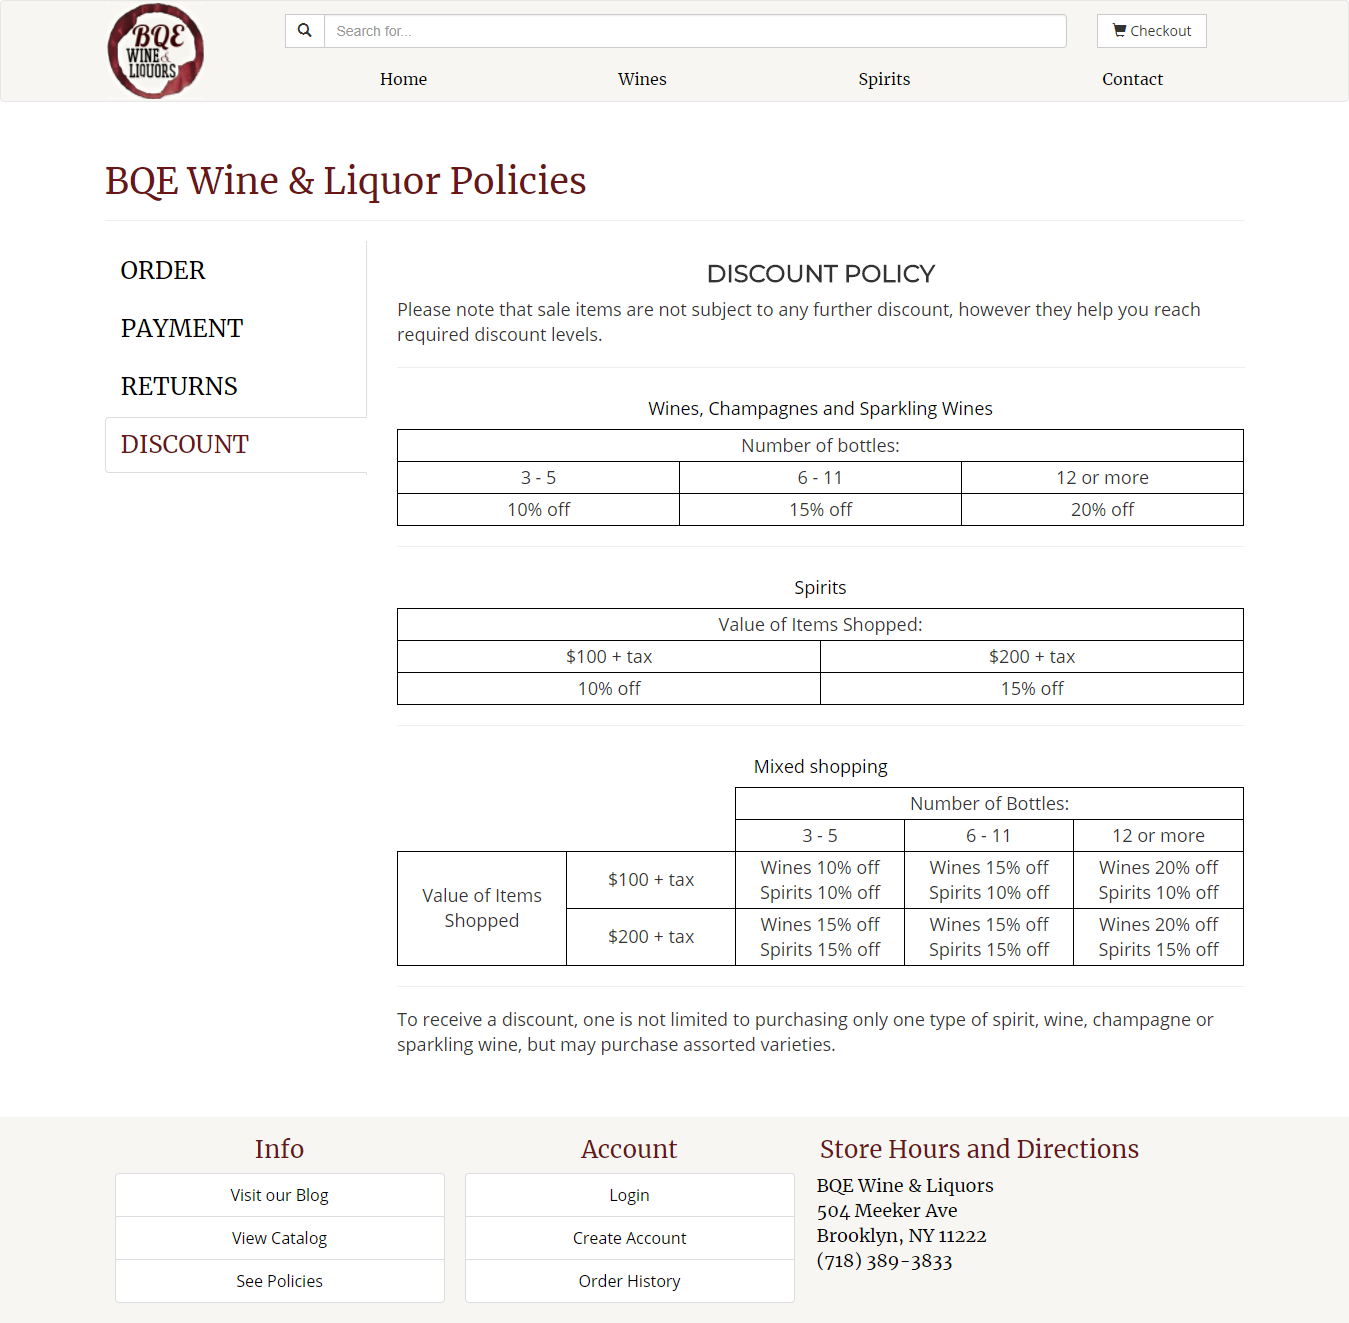 BQE
WINE &
LIQUORS
Search for...
Checkout
Home
Wines
Spirits
Contact
BQE Wine & Liquor Policies
ORDER
PAYMENT
RETURNS
DISCOUNT
DISCOUNT POLICY
Please note that sale items are not subject to any further discount, however they help you reach
required discount levels.
Wines, Champagnes and Sparkling Wines
Number of bottles:
3 - 5
6 - 11
12 or more
10% off
15% off
20% off
Spirits
Value of Items Shopped:
$100 + tax
$200 + tax
10% off
15% off
Mixed shopping
Number of Bottles:
3 - 5
6 - 11
12 or more
Value of Items
Shopped
$100 + tax
Wines 10% off
Spirits 10% off
Wines 15% off
Spirits 10% off
Wines 20% off
Spirits 10% off
$200 + tax
Wines 15% off
Spirits 15% off
Wines 15% off
Spirits 15% off
Wines 20% off
Spirits 15% off
To receive a discount, one is not limited to purchasing only one type of spirit, wine, champagne or
sparkling wine, but may purchase assorted varieties.
Info
Visit our Blog
View Catalog
See Policies
Account
Login
Create Account
Order History
Store Hours and Directions
BQE Wine & Liquors
504 Meeker Ave
Brooklyn, NY 11222
(718) 389-3833